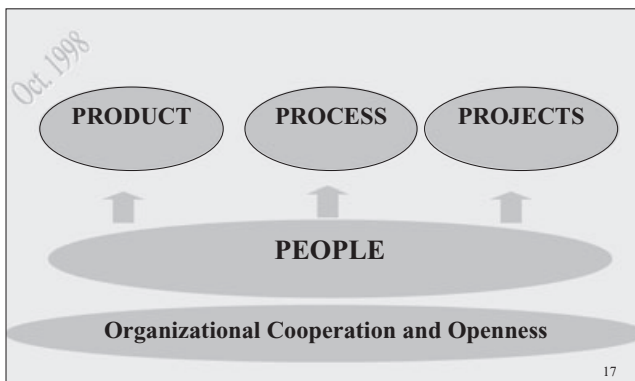 Oct. 1998
PRODUCT PROCESS PROJECTS
PEOPLE
Organizational Cooperation and Openness
17